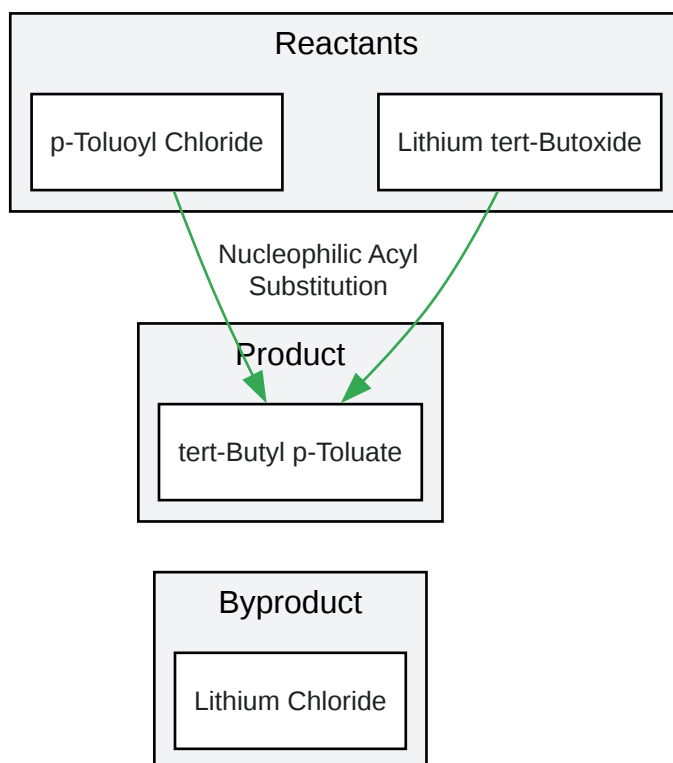 Reactants
p-Toluoyl Chloride
Lithium tert-Butoxide
Nucleophilic Acyl
Substitution
Product
tert-Butyl p-Toluate
Byproduct
Lithium Chloride